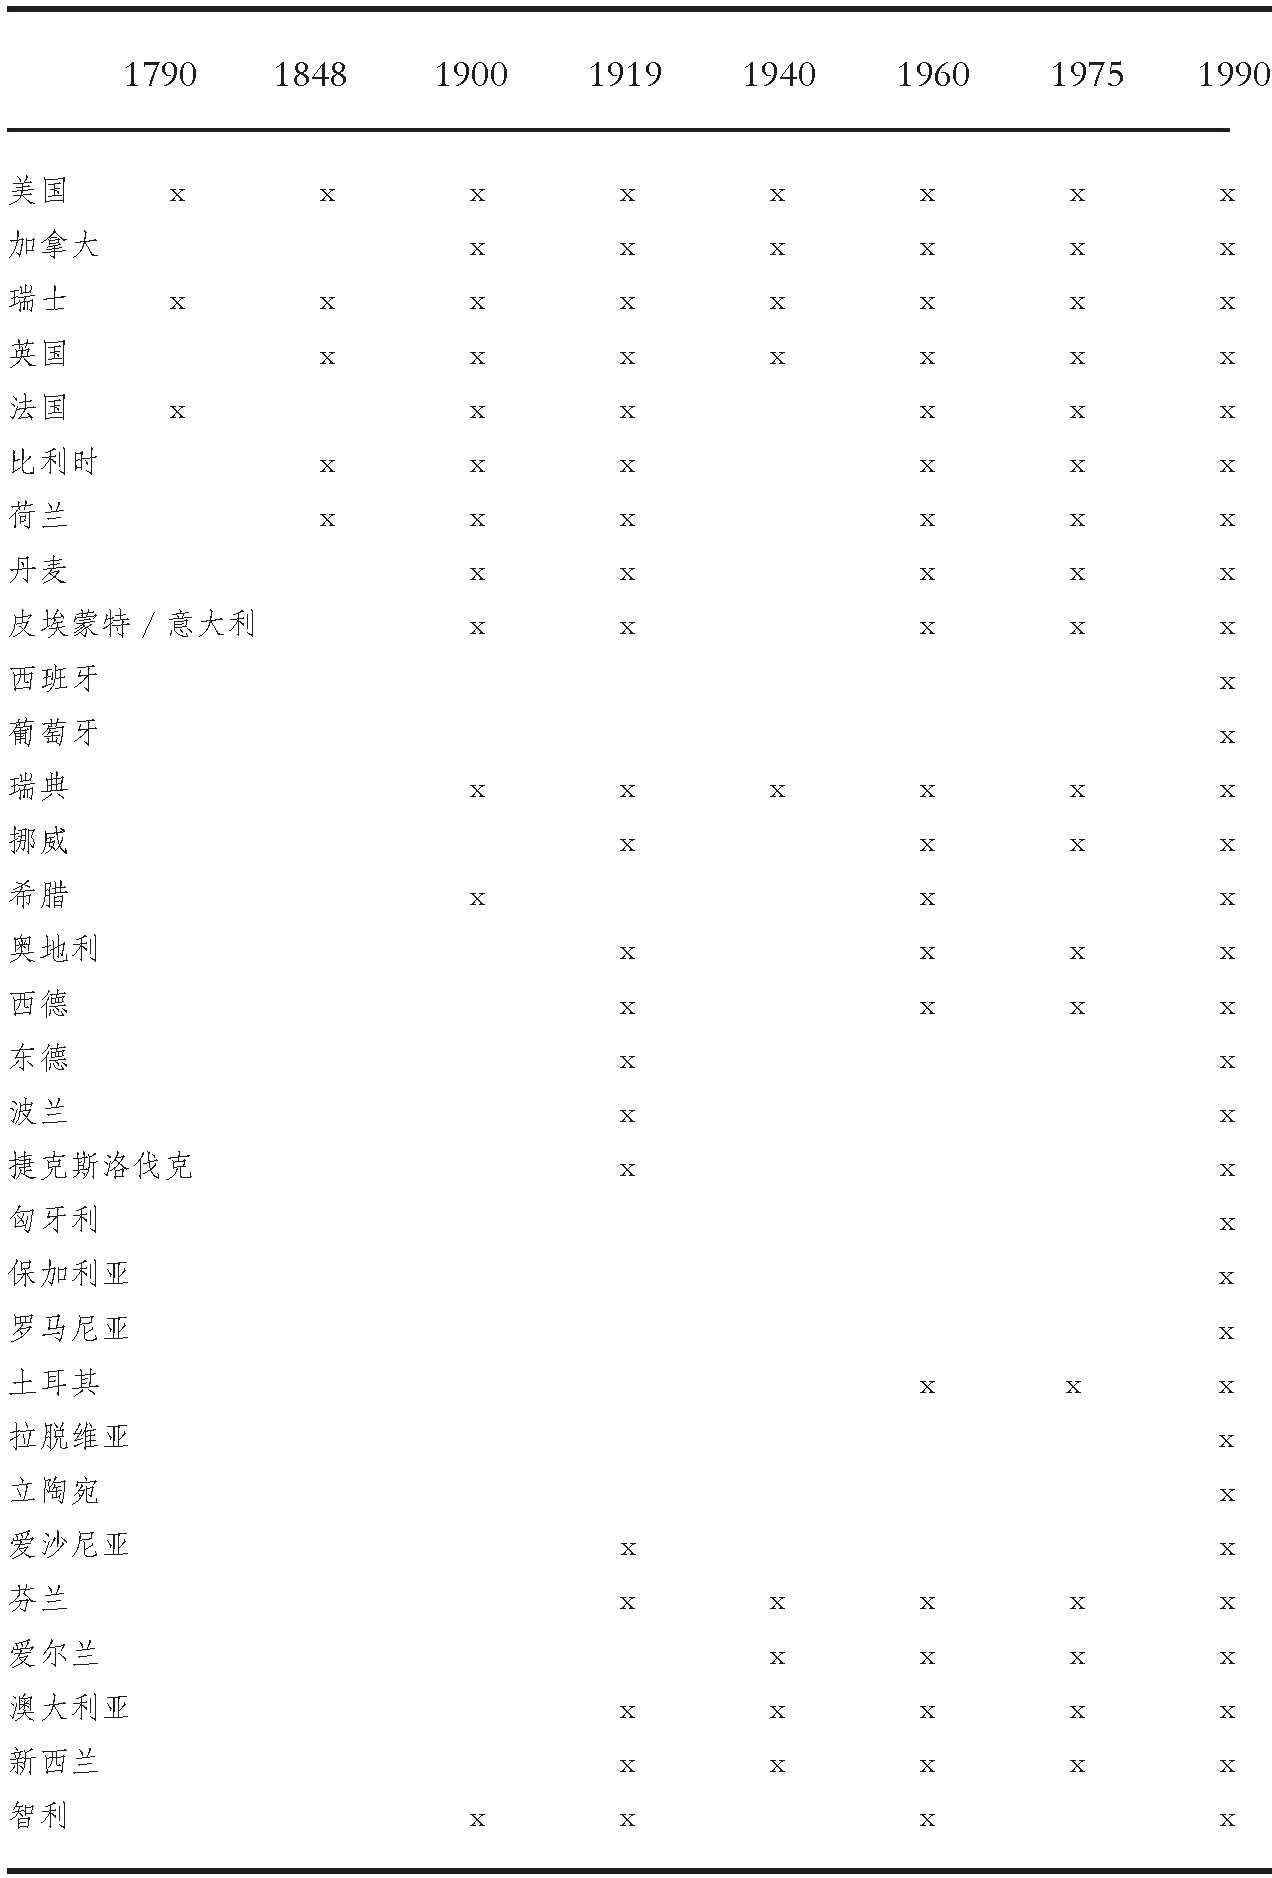 1790 1848 1900 1919 1940 1960 1975 1990
美国 x x x x x x x x
加拿大 x x x x x x
瑞士 x x x x x x x x
英国 x x x x x x x
法国 x x x x x x
比利时 x x x x x x
荷兰 x x x x x x
丹麦 x x x x x
皮埃蒙特/意大利 x x x x x
西班牙 x
葡萄牙 x
瑞典 x x x x x x
挪威 x x x x
希腊 x x x
奥地利 x x x x
西德 x x x x
东德 x x
波兰 x x
捷克斯洛伐克 x x
匈牙利 x
保加利亚 x
罗马尼亚 x
土耳其 x x x
拉脱维亚 x
立陶宛 x
爱沙尼亚 x x
芬兰 x x x x x
爱尔兰 x x x x
澳大利亚 x x x x x
新西兰 x x x x x
智利 x x x x